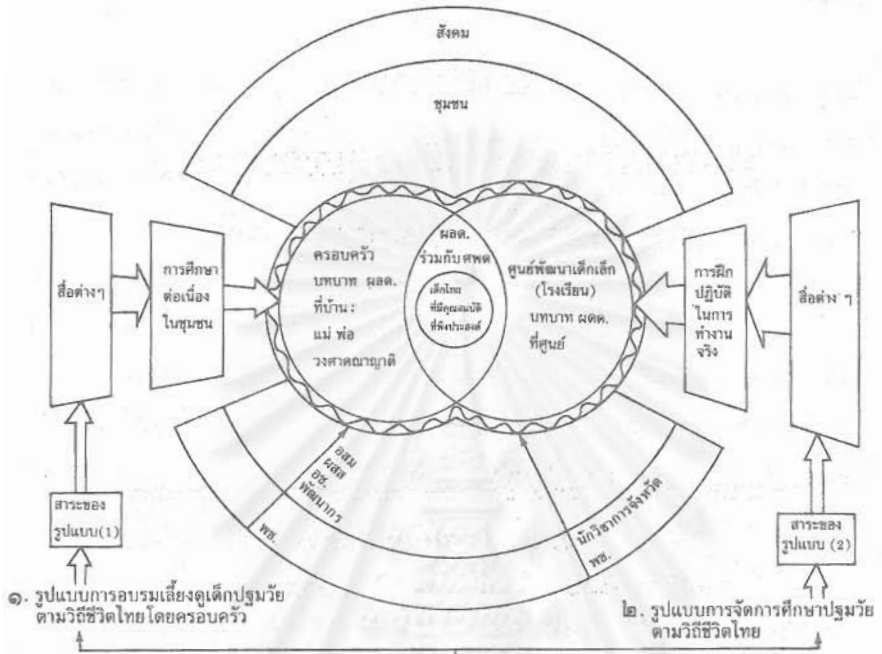 สังคม
ชุมชน
สื่อต่างๆ
การศึกษา
ต่อเนื่อง
ในชุมชน
ครอบครัว
บทบาท ผลด.
ที่บ้าน :
แม่ พ่อ
วงศาคณาญาติ
ผลด.
ร่วมกับ ศพด
เด็กไทย
ที่มีคุณสมบัติ
ที่พึงประสงค์
ศูนย์พัฒนาเด็กเล็ก
(โรงเรียน)
บทบาท ผดด.
ที่ศูนย์
การฝึก
ปฏิบัติ
ในการ
ทำงาน
จริง
สื่อต่าง ๆ
อสม
ผสส
อช.
พัฒนากร
พช.
นักวิชาการจังหวัด
พช.
สาระของ
รูปแบบ(1)
สาระของ
รูปแบบ (2)
๑. รูปแบบการอบรมเลี้ยงดูเด็กปฐมวัย
ตามวิถีชีวิตไทยโดยครอบครัว
๒. รูปแบบการจัดการศึกษาปฐมวัย
ตามวิถีชีวิตไทย